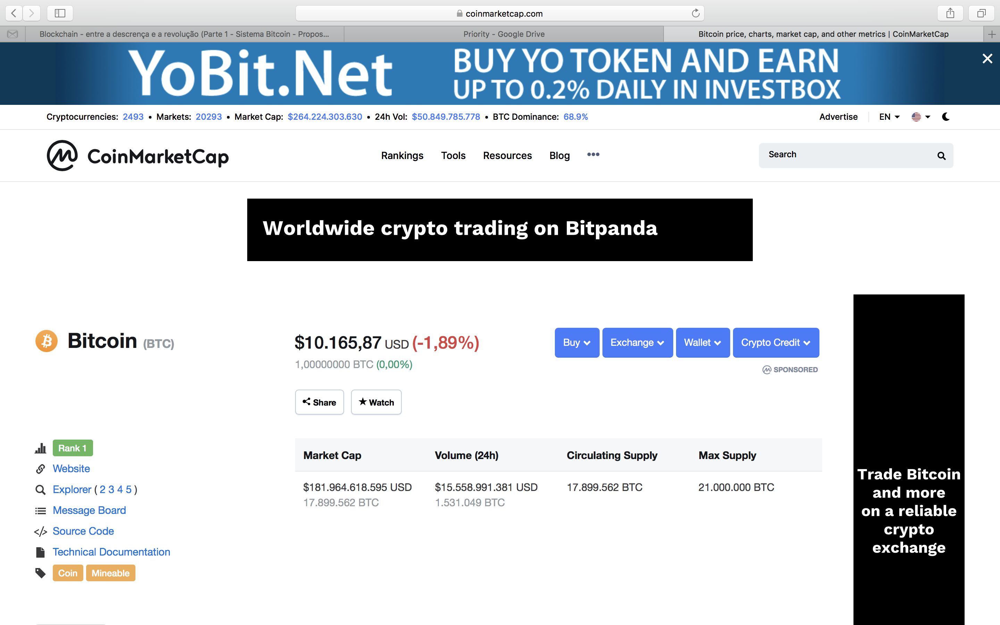 coinmarketcap.com
Blockchain - entre a descrença e a revolução (Parte 1 - Sistema Bitcoin - Propos...
Priority - Google Drive
Bitcoin price, charts, market cap, and other metrics | CoinMarketCap
YoBit.Net
BUY YO TOKEN AND EARN
UP TO 0.2% DAILY IN INVESTBOX
Cryptocurrencies: 2493 • Markets: 20293 • Market Cap: $264.224.303.630 • 24h Vol: $50.849.785.778 • BTC Dominance: 68.9%
Advertise
EN
CoinMarketCap
Rankings
Tools
Resources
Blog
•••
Search
Worldwide crypto trading on Bitpanda
Bitcoin (BTC)
$10.165,87 USD (-1,89%)
1,00000000 BTC (0,00%)
Buy
Exchange
Wallet
Crypto Credit
SPONSORED
Share
Watch
Rank 1
Website
Explorer ( 2 3 4 5 )
Message Board
Source Code
Technical Documentation
Coin
Mineable
Market Cap
Volume (24h)
Circulating Supply
Max Supply
$181.964.618.595 USD
$15.558.991.381 USD
17.899.562 BTC
21.000.000 BTC
17.899.562 BTC
1.531.049 BTC
Trade Bitcoin
and more
on a reliable
crypto
exchange